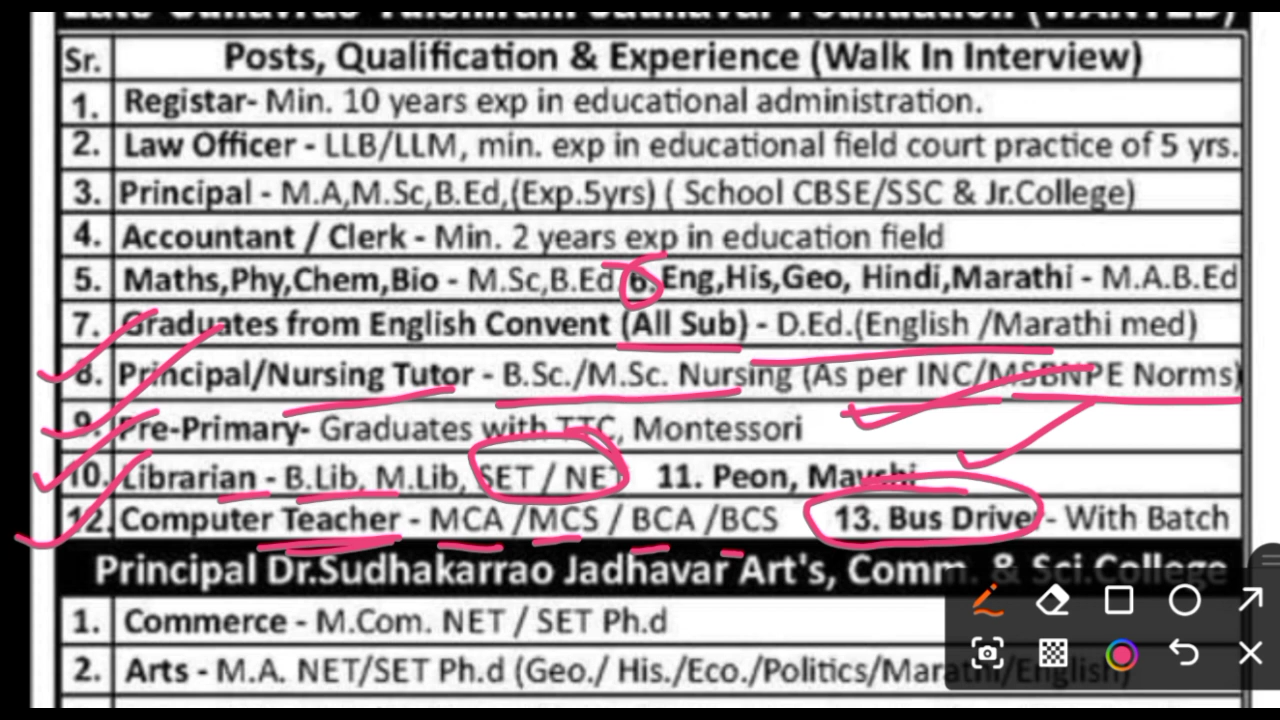 Late Gunavrao Tulshiram Jadhavar Foundation (WANTED)
Sr. Posts, Qualification & Experience (Walk In Interview)
1. Registar- Min. 10 years exp in educational administration.
2. Law Officer - LLB/LLM, min. exp in educational field court practice of 5 yrs.
3. Principal - M.A,M.Sc,B.Ed,(Exp.5yrs) ( School CBSE/SSC & Jr.College)
4. Accountant / Clerk - Min. 2 years exp in education field
5. Maths,Phy,Chem,Bio - M.Sc,B.Ed 6. Eng,His,Geo, Hindi,Marathi - M.A.B.Ed
7. Graduates from English Convent (All Sub) - D.Ed.(English /Marathi med)
8. Principal/Nursing Tutor - B.Sc./M.Sc. Nursing (As per INC/MSBNPE Norms)
9. Pre-Primary- Graduates with TTC, Montessori
10. Librarian - B.Lib, M.Lib, SET / NET 11. Peon, Mavshi
12. Computer Teacher - MCA /MCS / BCA /BCS 13. Bus Driver - With Batch
Principal Dr.Sudhakarrao Jadhavar Art's, Comm. & Sci.College
1. Commerce - M.Com. NET / SET Ph.d
2. Arts - M.A. NET/SET Ph.d (Geo./ His./Eco./Politics/Marathi/English)